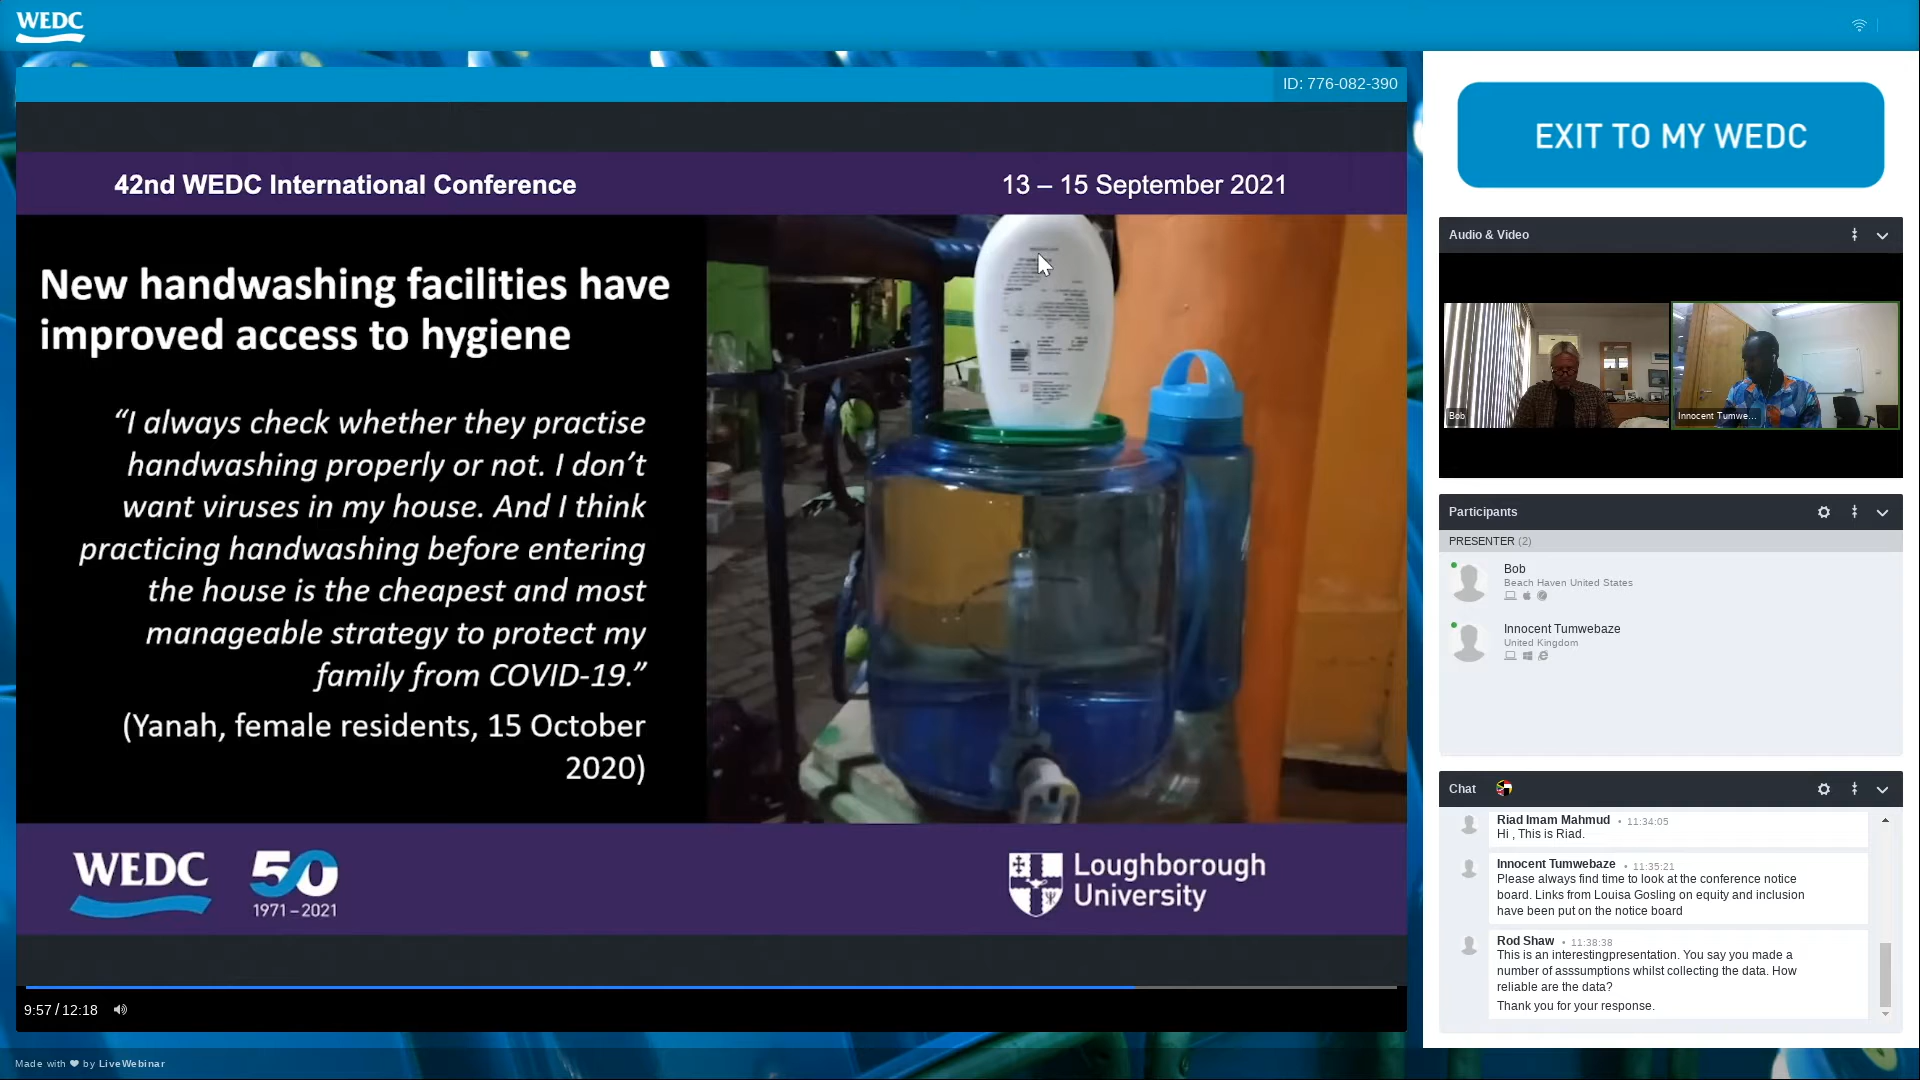 WEDC
ID: 776-082-390
42nd WEDC International Conference
13 – 15 September 2021
New handwashing facilities have
improved access to hygiene
“I always check whether they practise
handwashing properly or not. I don’t
want viruses in my house. And I think
practicing handwashing before entering
the house is the cheapest and most
manageable strategy to protect my
family from COVID-19.”
(Yanah, female residents, 15 October
2020)
WEDC
50
1971 – 2021
Loughborough
University
9:57 / 12:18
Made with by LiveWebinar
EXIT TO MY WEDC
Audio & Video
Bob
Innocent Tumwe...
Participants
PRESENTER (2)
Bob
Beach Haven United States
Innocent Tumwebaze
United Kingdom
Chat
Riad Imam Mahmud • 11:34:05
Hi , This is Riad.
Innocent Tumwebaze • 11:35:21
Please always find time to look at the conference notice
board. Links from Louisa Gosling on equity and inclusion
have been put on the notice board
Rod Shaw • 11:38:38
This is an interestingpresentation. You say you made a
number of asssumptions whilst collecting the data. How
reliable are the data?
Thank you for your response.